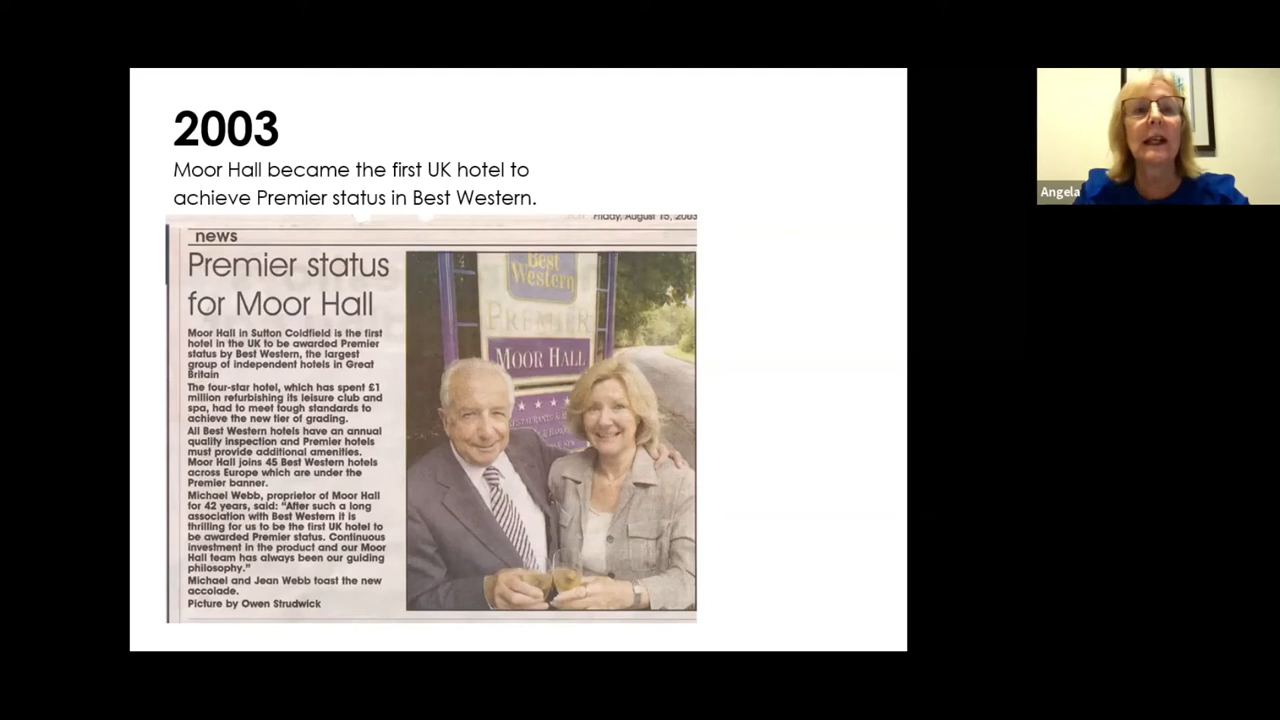 2003
Moor Hall became the first UK hotel to
achieve Premier status in Best Western.
Friday, August 15, 2003
news
Premier status
for Moor Hall
Moor Hall in Sutton Coldfield is the first
hotel in the UK to be awarded Premier
status by Best Western, the largest
group of independent hotels in Great
Britain
The four-star hotel, which has spent £1
million refurbishing its leisure club and
spa, had to meet tough standards to
achieve the new tier of grading.
All Best Western hotels have an annual
quality inspection and Premier hotels
must provide additional amenities.
Moor Hall joins 45 Best Western hotels
across Europe which are under the
Premier banner.
Michael Webb, proprietor of Moor Hall
for 42 years, said: “After such a long
association with Best Western it is
thrilling for us to be the first UK hotel to
be awarded Premier status. Continuous
investment in the product and our Moor
Hall team has always been our guiding
philosophy.”
Michael and Jean Webb toast the new
accolade.
Picture by Owen Strudwick
Best
Western
PREMIER
MOOR HALL
Angela